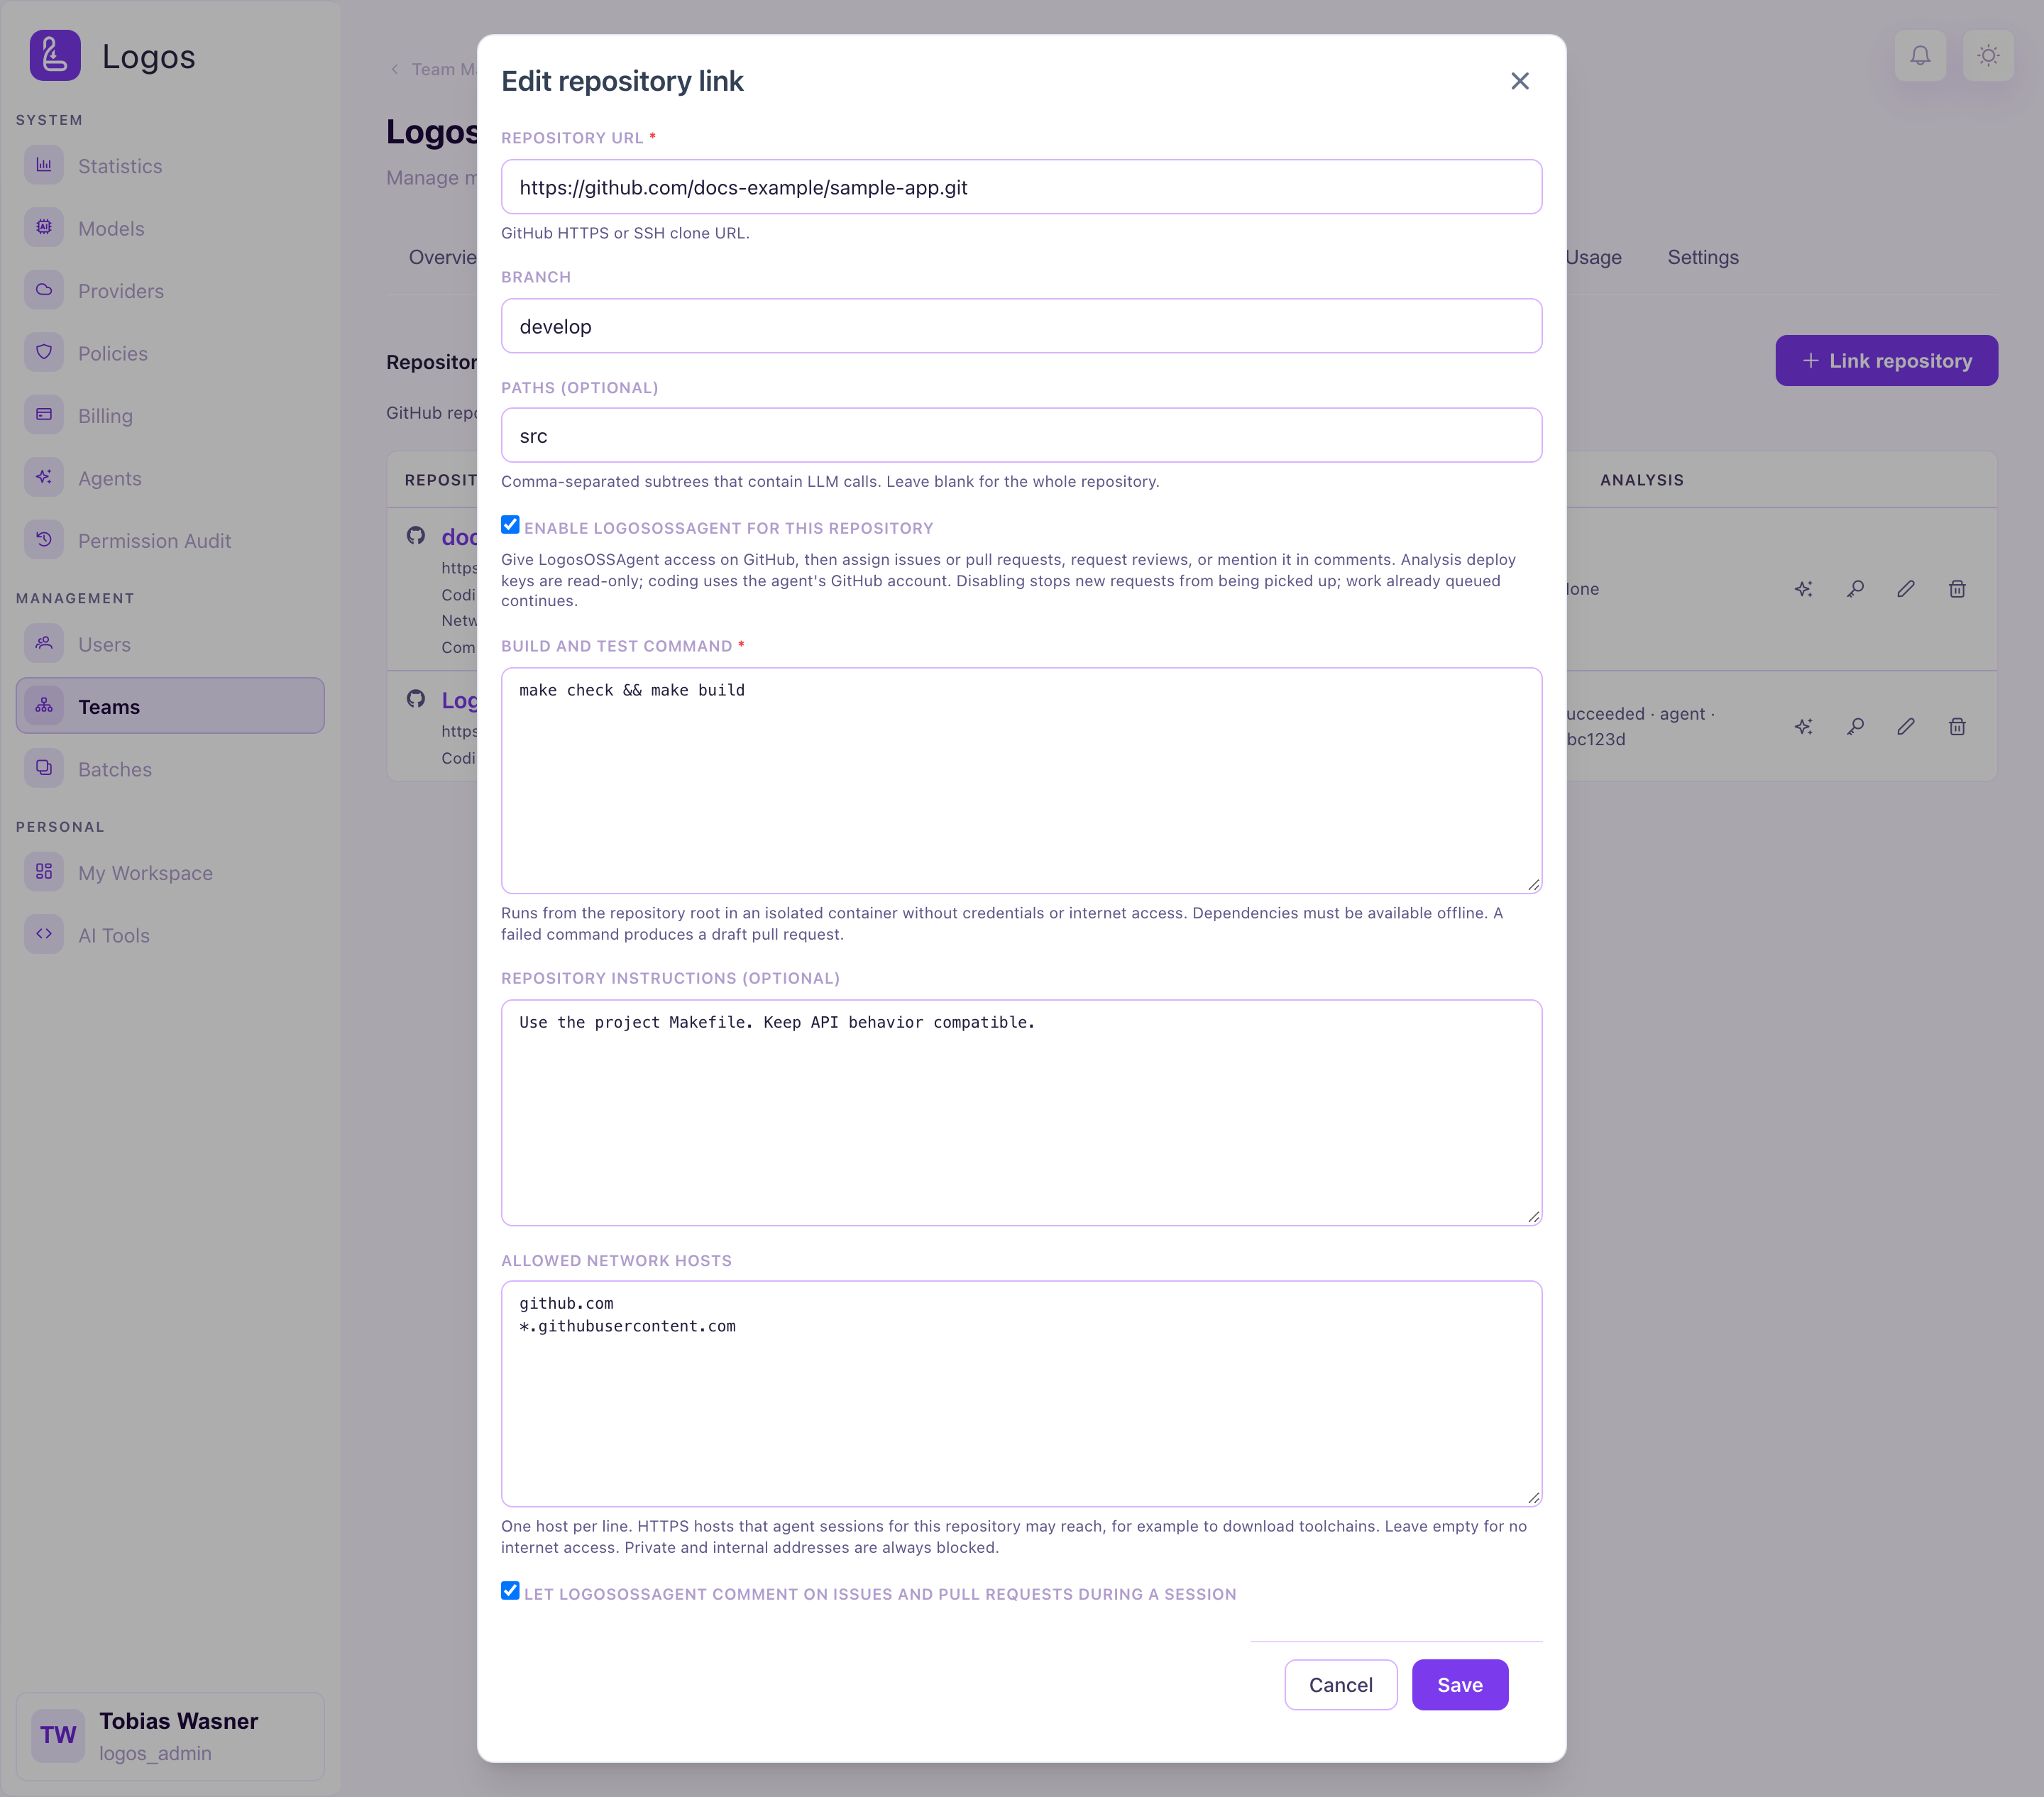 Logos
SYSTEM
Statistics
Models
Providers
Policies
Billing
Agents
Permission Audit
MANAGEMENT
Users
Teams
Batches
PERSONAL
My Workspace
AI Tools
TW
Tobias Wasner
logos_admin
Team M
Logos
Manage m
Overvie
Usage
Settings
Repositor
Link repository
GitHub repo
REPOSIT
ANALYSIS
doc
https
Codi
Netw
Com
lone
Log
https
Codi
ucceeded · agent ·
bc123d
Edit repository link
REPOSITORY URL *
https://github.com/docs-example/sample-app.git
GitHub HTTPS or SSH clone URL.
BRANCH
develop
PATHS (OPTIONAL)
src
Comma-separated subtrees that contain LLM calls. Leave blank for the whole repository.
ENABLE LOGOSOSSAGENT FOR THIS REPOSITORY
Give LogosOSSAgent access on GitHub, then assign issues or pull requests, request reviews, or mention it in comments. Analysis deploy
keys are read-only; coding uses the agent's GitHub account. Disabling stops new requests from being picked up; work already queued
continues.
BUILD AND TEST COMMAND *
make check && make build
Runs from the repository root in an isolated container without credentials or internet access. Dependencies must be available offline. A
failed command produces a draft pull request.
REPOSITORY INSTRUCTIONS (OPTIONAL)
Use the project Makefile. Keep API behavior compatible.
ALLOWED NETWORK HOSTS
github.com
*.githubusercontent.com
One host per line. HTTPS hosts that agent sessions for this repository may reach, for example to download toolchains. Leave empty for no
internet access. Private and internal addresses are always blocked.
LET LOGOSOSSAGENT COMMENT ON ISSUES AND PULL REQUESTS DURING A SESSION
Cancel
Save